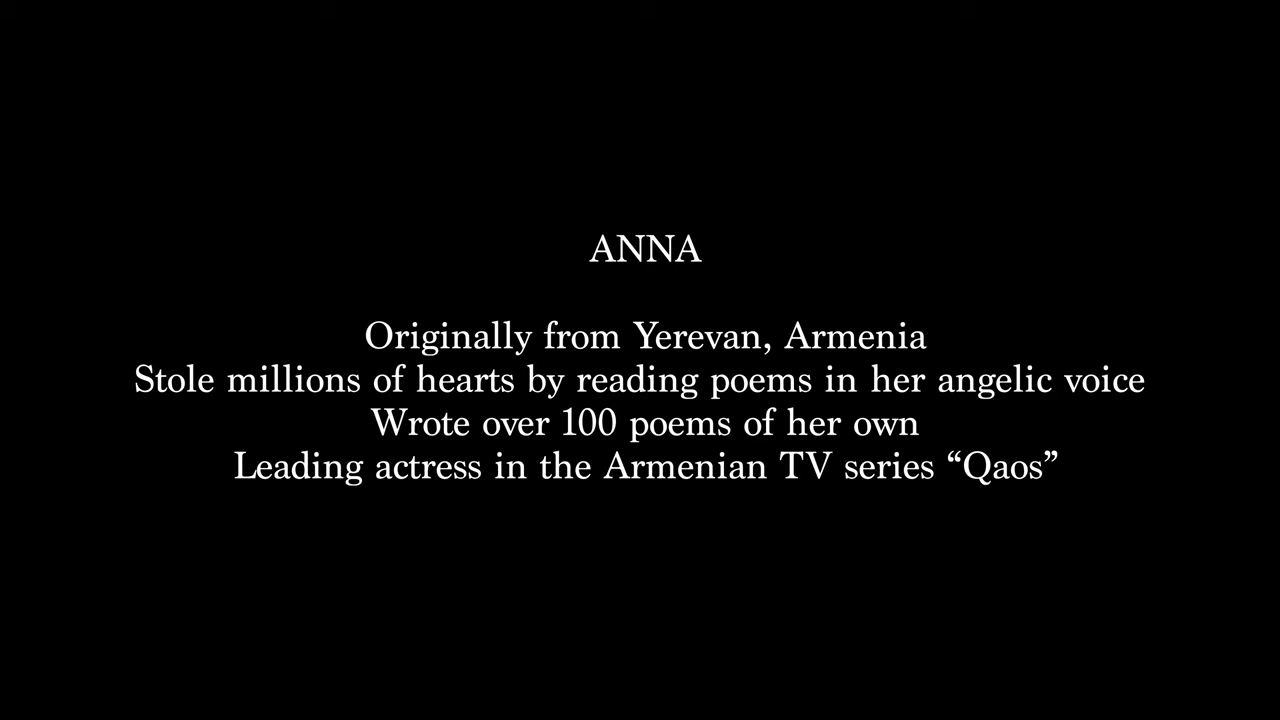 ANNA
Originally from Yerevan, Armenia
Stole millions of hearts by reading poems in her angelic voice
Wrote over 100 poems of her own
Leading actress in the Armenian TV series “Qaos”